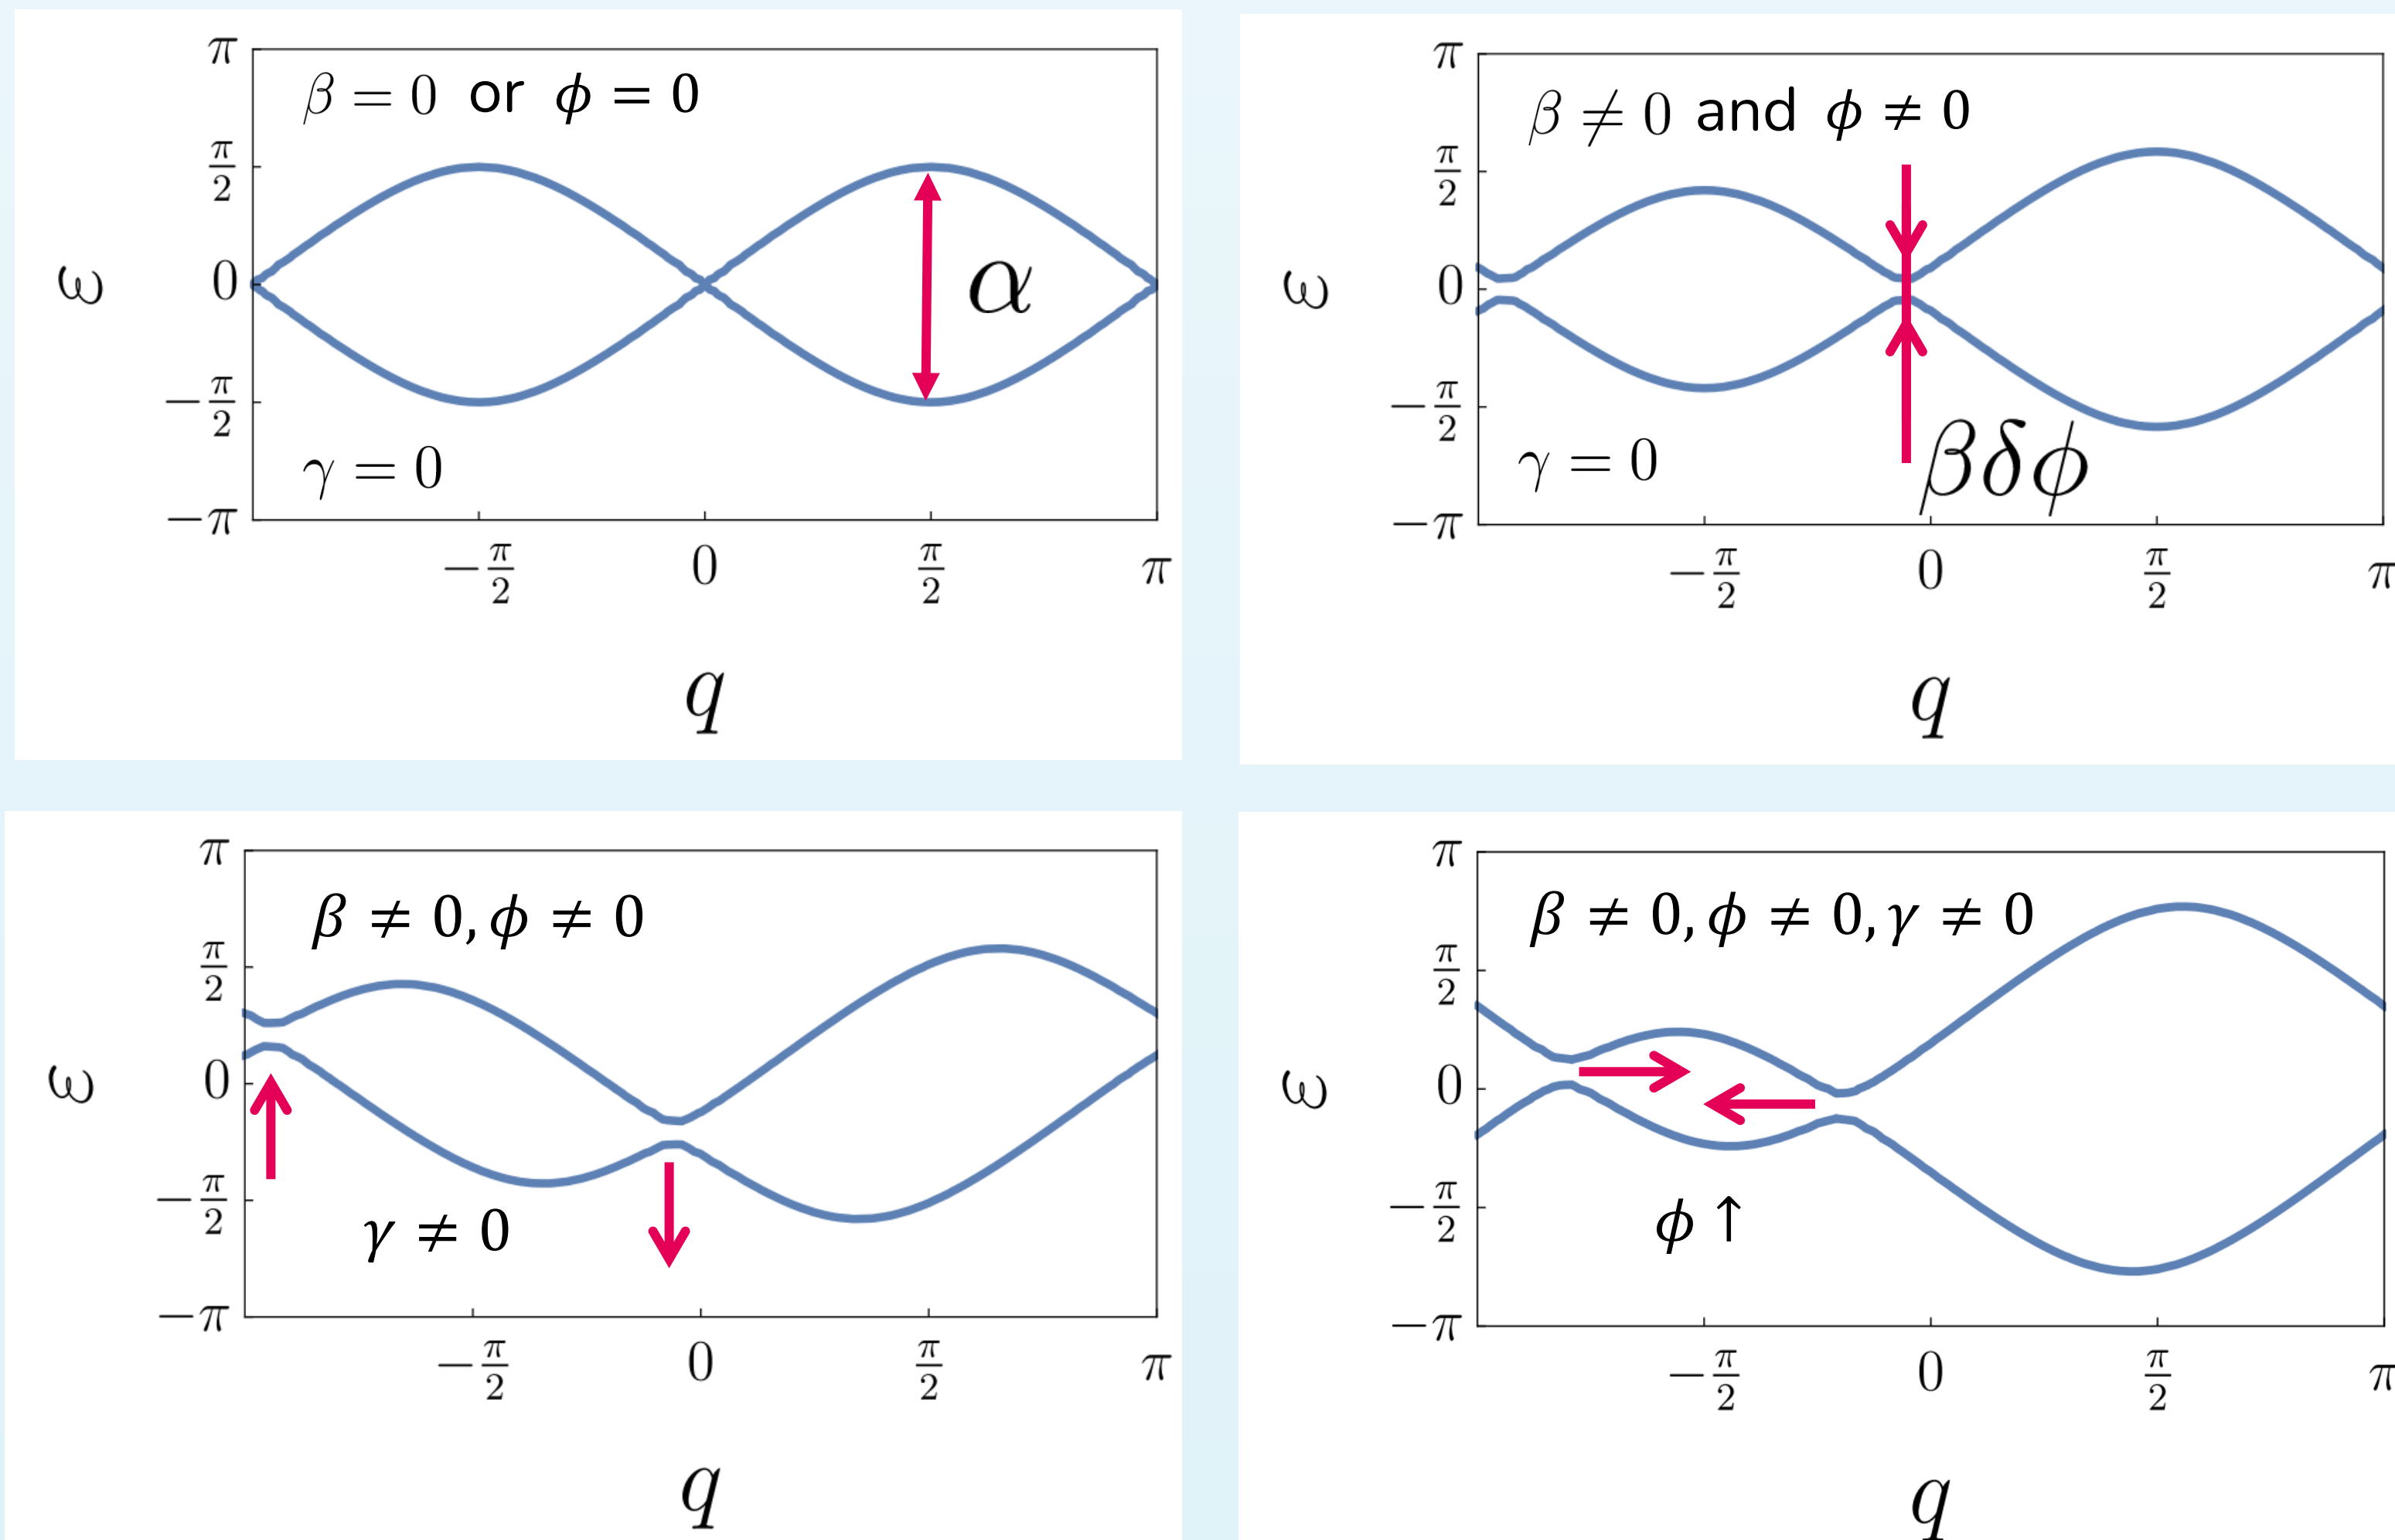 π
β = 0 or ϕ = 0
π/2
ε
0
α
−π/2
γ = 0
−π
−π/2 0 π/2 π
q
π
β ≠ 0 and ϕ ≠ 0
π/2
ε
0
−π/2
βδϕ
γ = 0
−π
−π/2 0 π/2 π
q
π
β ≠ 0, ϕ ≠ 0
π/2
ε
0
−π/2
γ ≠ 0
−π
−π/2 0 π/2 π
q
π
β ≠ 0, ϕ ≠ 0, γ ≠ 0
π/2
ε
0
−π/2
ϕ ↑
−π
−π/2 0 π/2 π
q